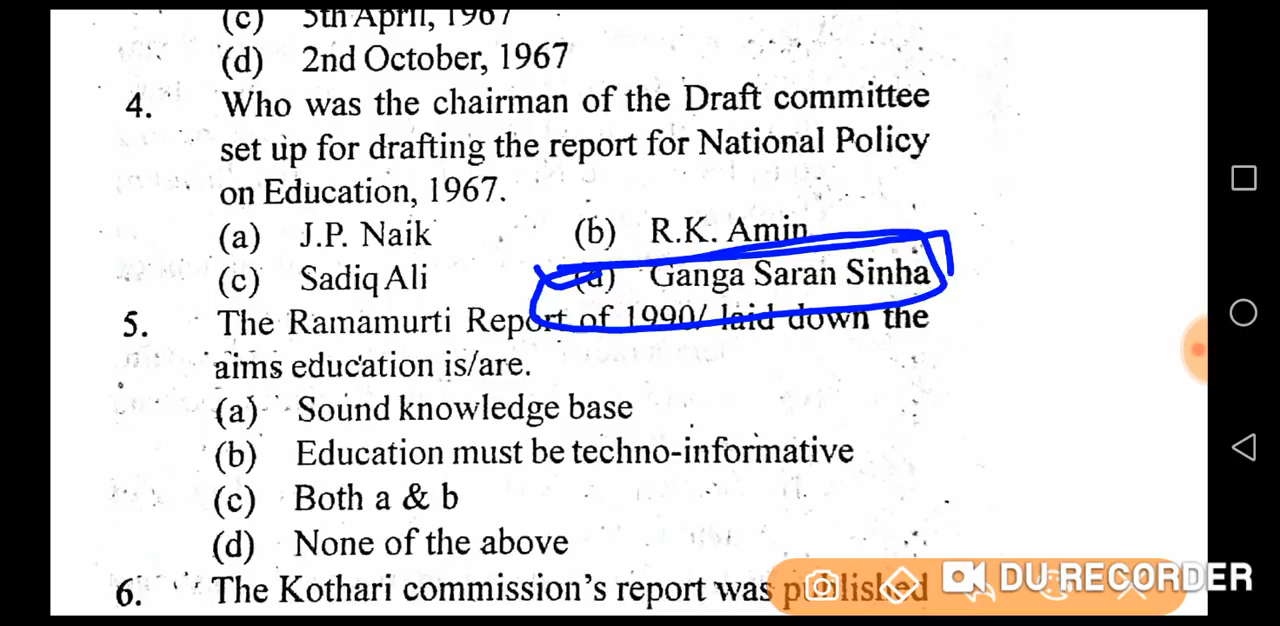 (c) 5th April, 1967
(d) 2nd October, 1967
4. Who was the chairman of the Draft committee
set up for drafting the report for National Policy
on Education, 1967.
(a) J.P. Naik (b) R.K. Amin
(c) Sadiq Ali (d) Ganga Saran Sinha
5. The Ramamurti Report of 1990/ laid down the
aims education is/are.
(a) Sound knowledge base
(b) Education must be techno-informative
(c) Both a & b
(d) None of the above
6. The Kothari commission's report was published
DU RECORDER